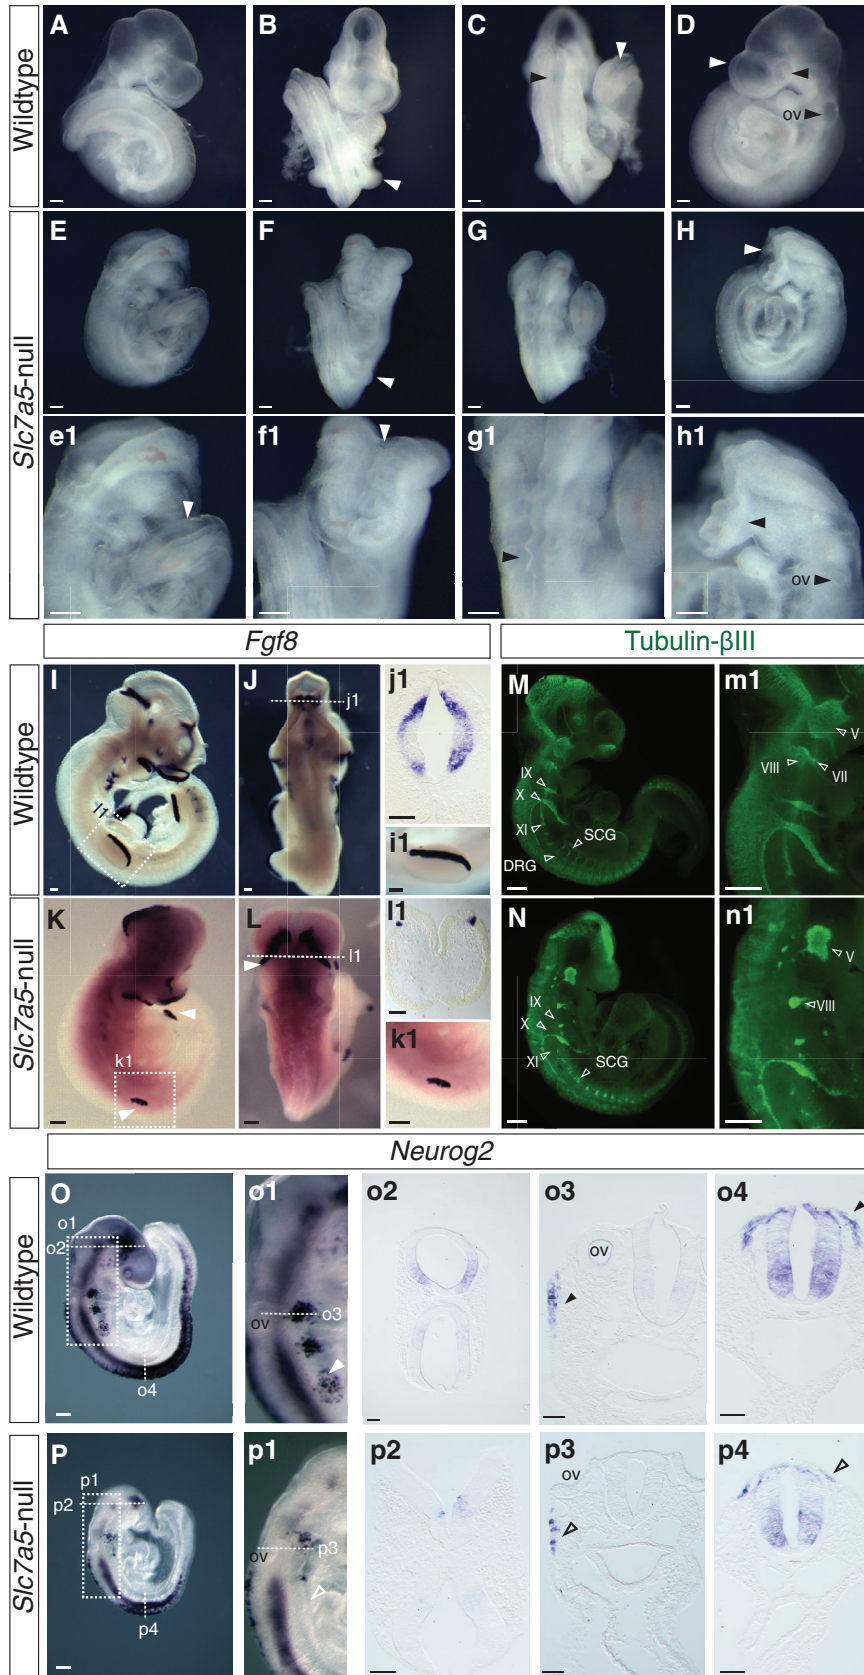 Wildtype
A
B
C
D
ov
Slc7a5-null
E
F
G
H
e1
f1
g1
h1
ov
Fgf8
Tubulin-βIII
Wildtype
I
l1
J
j1
j1
i1
M
IX
X
XI
SCG
DRG
m1
V
VIII
VII
Slc7a5-null
K
k1
L
l1
l1
k1
N
IX
X
XI
SCG
n1
V
VIII
Neurog2
Wildtype
O
o1
o2
o4
o1
o3
ov
o2
o3
ov
o4
Slc7a5-null
P
p1
p2
p4
p1
p3
ov
p2
p3
ov
p4